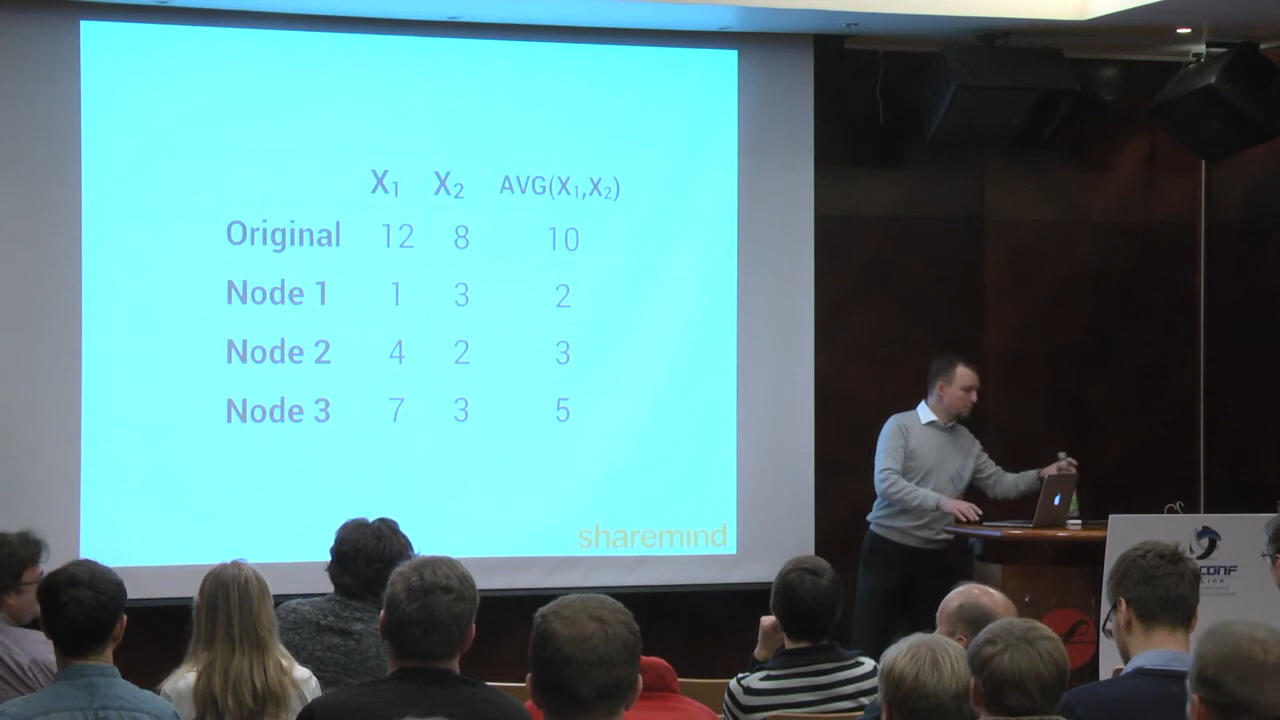 X₁ X₂ AVG(X₁,X₂)
Original 12 8 10
Node 1 1 3 2
Node 2 4 2 3
Node 3 7 3 5
sharemind
CONF